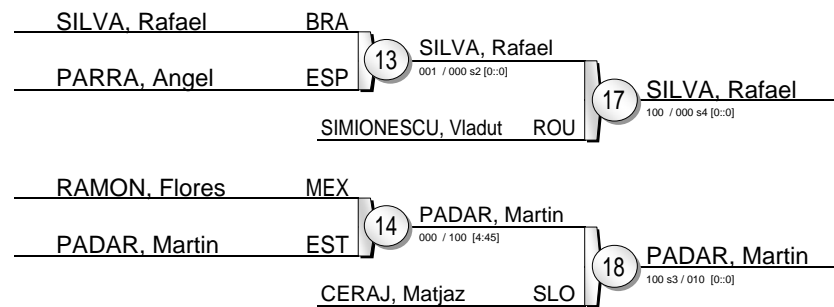 SILVA, Rafael BRA
PARRA, Angel ESP
13
SILVA, Rafael
001 / 000 s2 [0::0]
SIMIONESCU, Vladut ROU
17
SILVA, Rafael
100 / 000 s4 [0::0]
RAMON, Flores MEX
PADAR, Martin EST
14
PADAR, Martin
000 / 100 [4:45]
CERAJ, Matjaz SLO
18
PADAR, Martin
100 s3 / 010 [0::0]